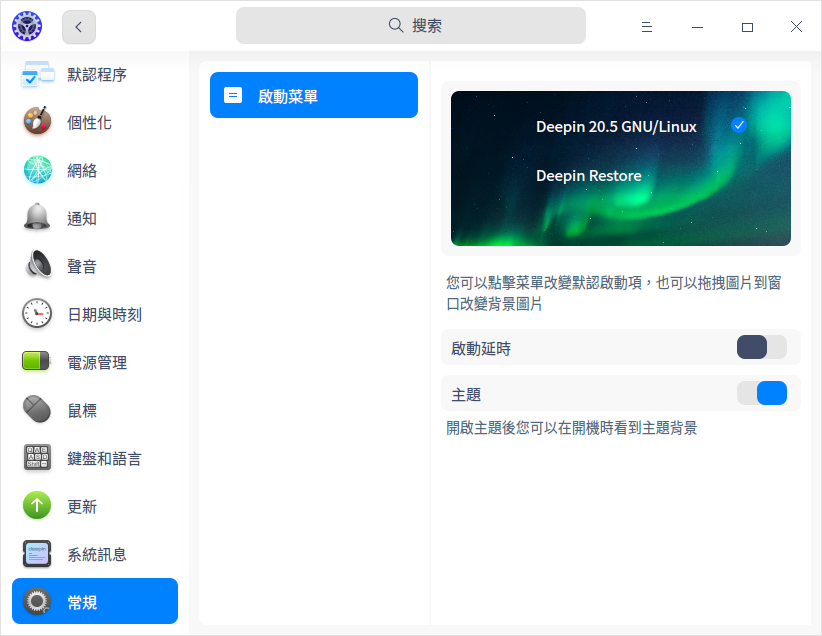 搜索
默認程序
個性化
網絡
通知
聲音
日期與時刻
電源管理
鼠標
鍵盤和語言
更新
系統訊息
常規
啟動菜單
Deepin 20.5 GNU/Linux
Deepin Restore
您可以點擊菜單改變默認啟動項，也可以拖拽圖片到窗
口改變背景圖片
啟動延時
主題
開啟主題後您可以在開機時看到主題背景